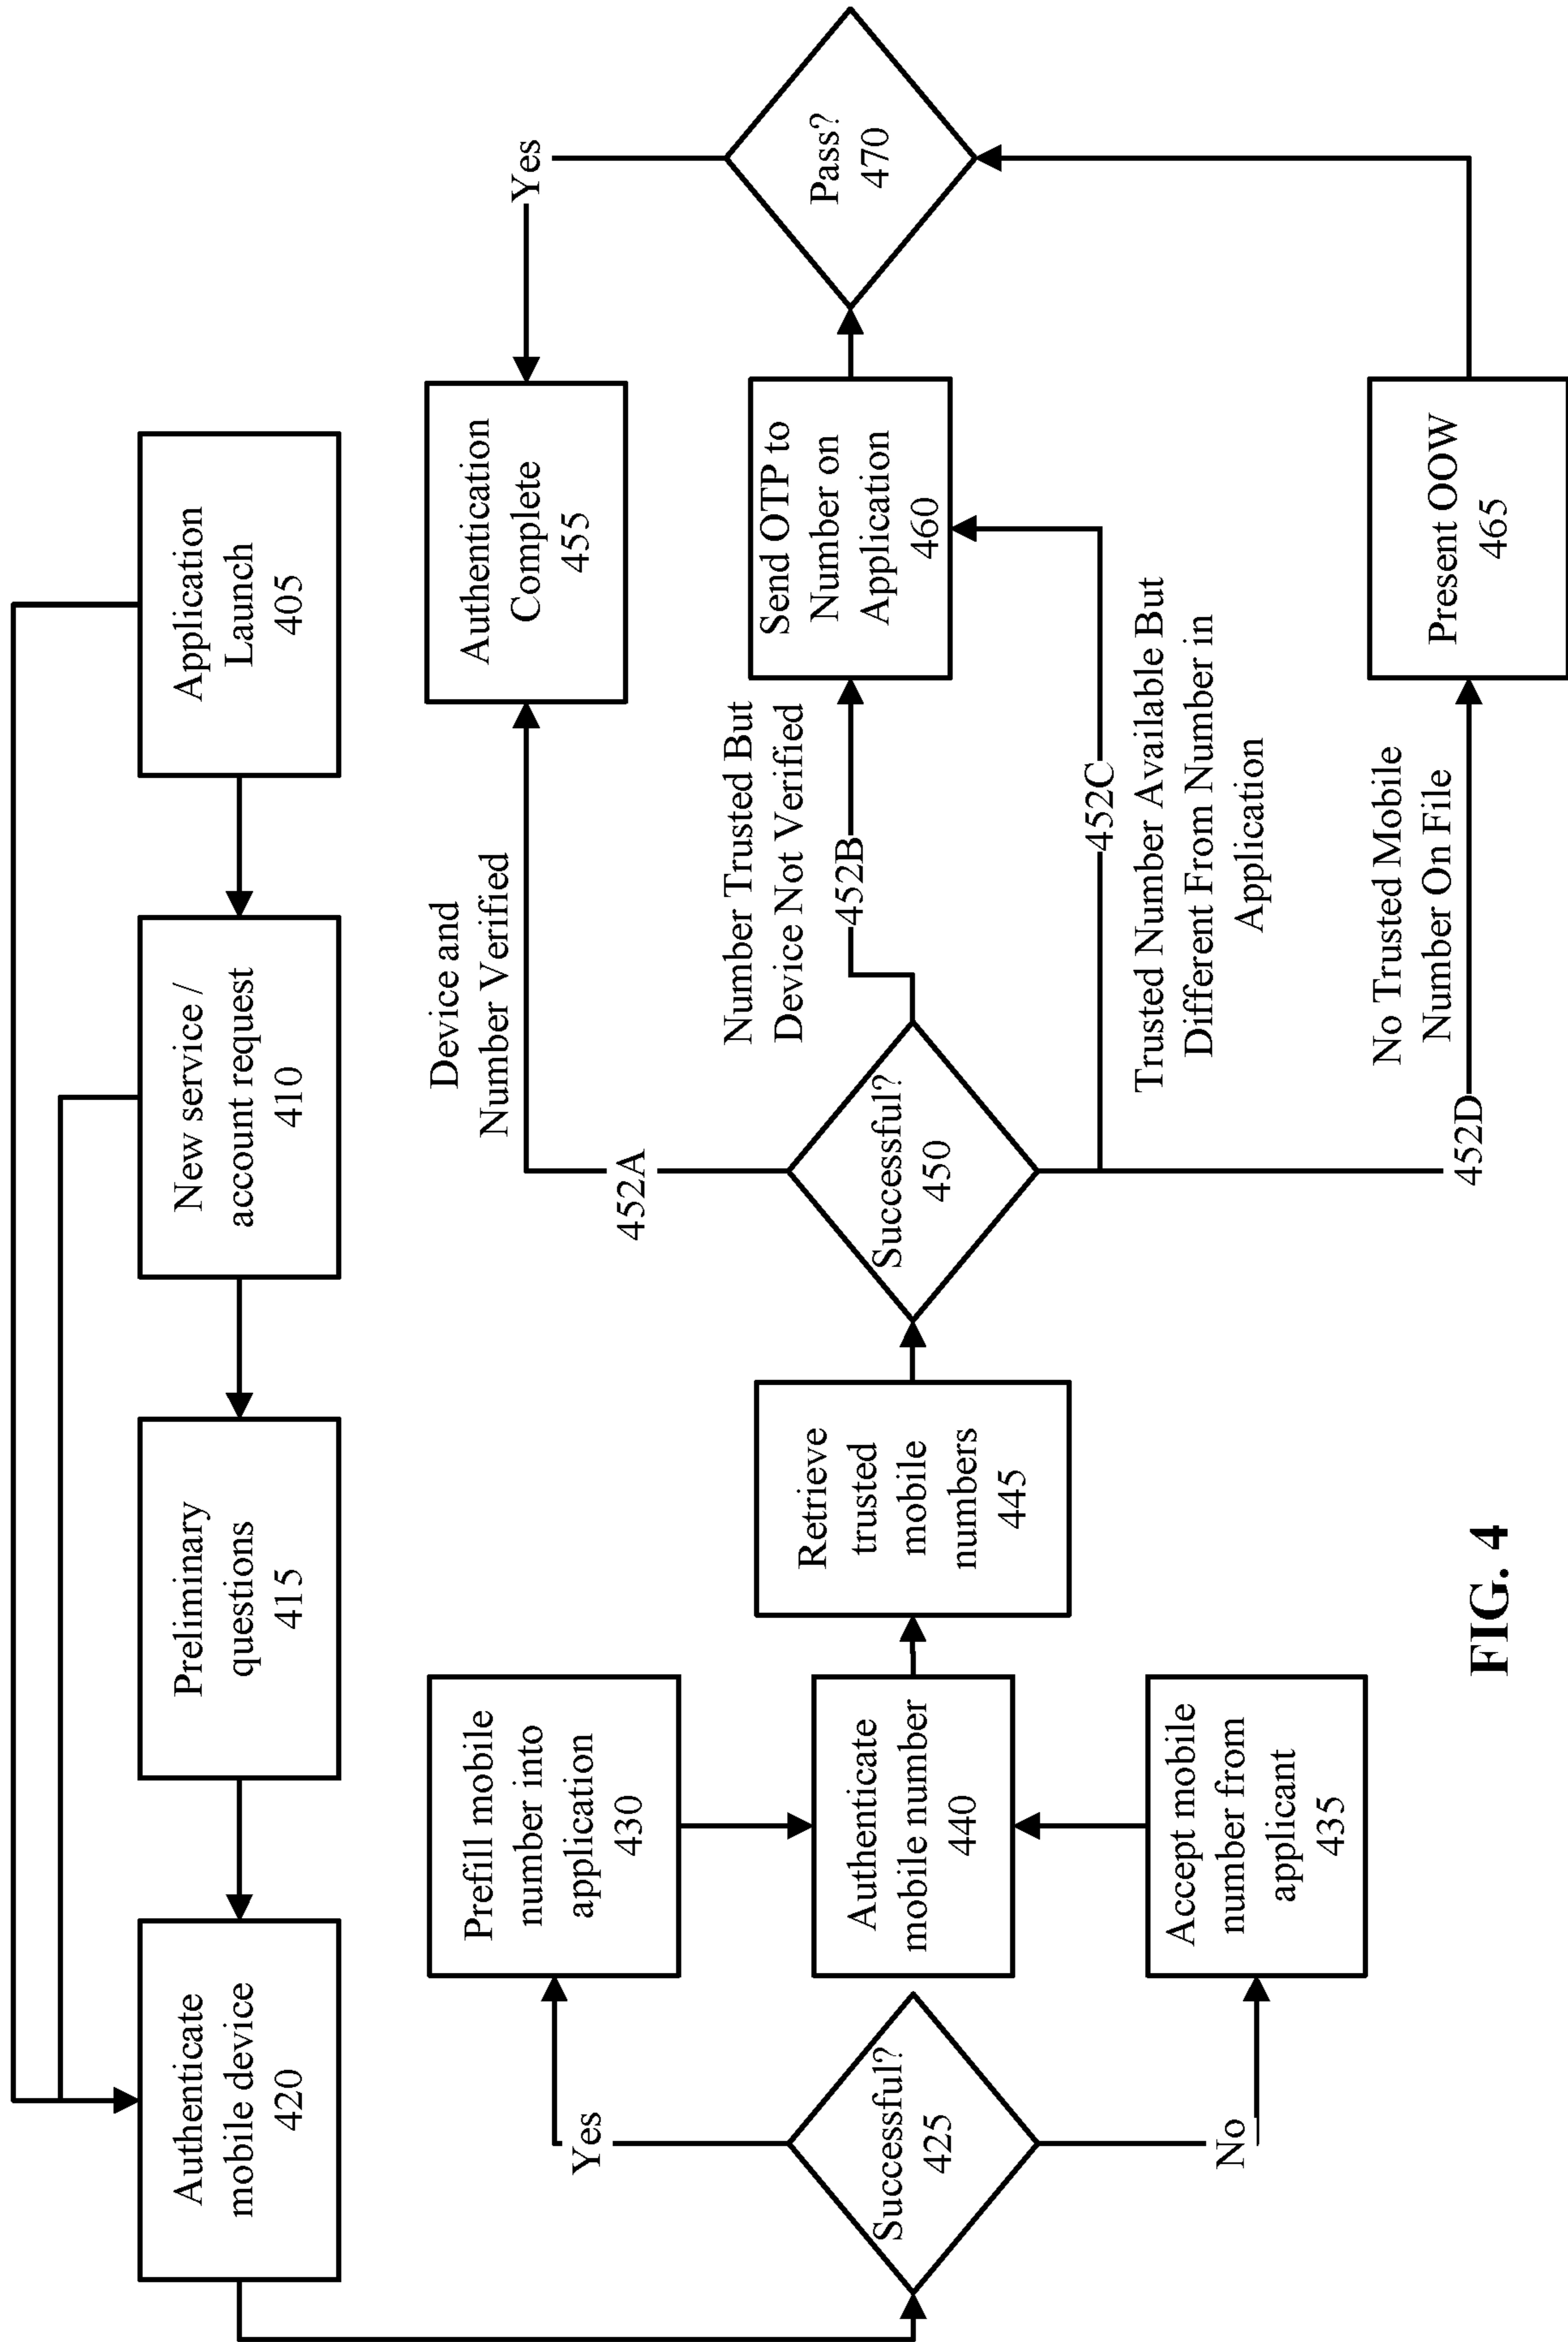 Application
Launch
405
New service /
account request
410
Preliminary
questions
415
Authenticate
mobile device
420
Successful?
425
Yes
No
Prefill mobile
number into
application
430
Accept mobile
number from
applicant
435
Authenticate
mobile number
440
Retrieve
trusted
mobile
numbers
445
Successful?
450
452A
Device and
Number Verified
Authentication
Complete
455
Number Trusted But
Device Not Verified
452B
Send OTP to
Number on
Application
460
452C
Trusted Number Available But
Different From Number in
Application
No Trusted Mobile
Number On File
452D
Present OOW
465
Pass?
470
Yes
FIG. 4